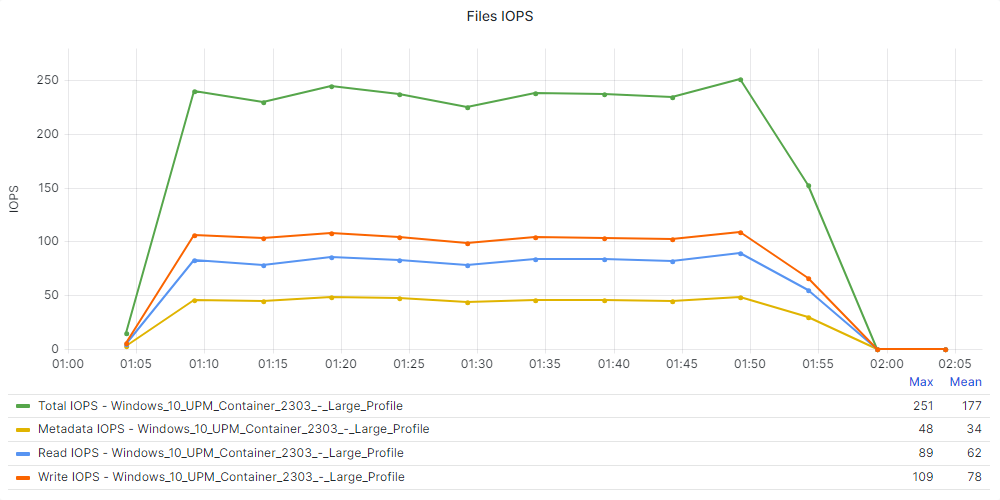 Files IOPS
IOPS
250
200
150
100
50
0
01:00 01:05 01:10 01:15 01:20 01:25 01:30 01:35 01:40 01:45 01:50 01:55 02:00 02:05
Max Mean
Total IOPS - Windows_10_UPM_Container_2303_-_Large_Profile 251 177
Metadata IOPS - Windows_10_UPM_Container_2303_-_Large_Profile 48 34
Read IOPS - Windows_10_UPM_Container_2303_-_Large_Profile 89 62
Write IOPS - Windows_10_UPM_Container_2303_-_Large_Profile 109 78